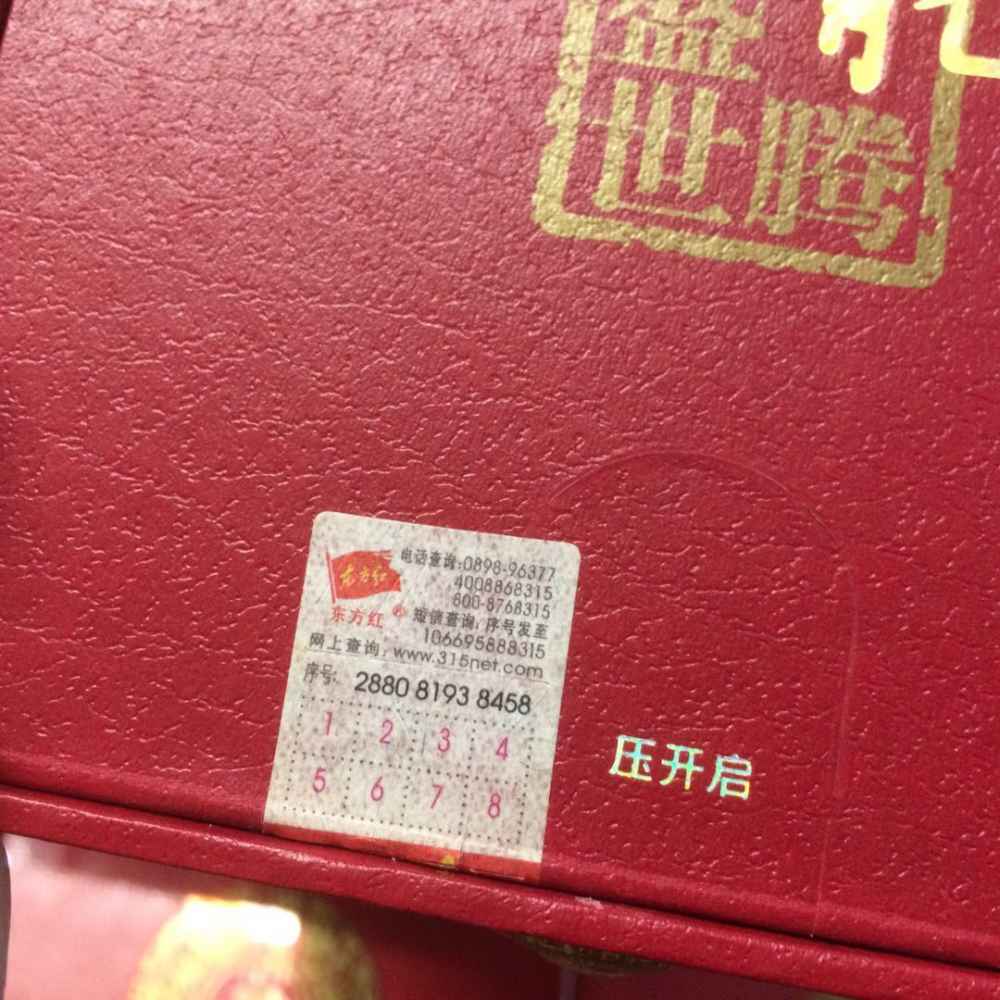 盛
世腾
东方红
电话查询:0898-96377
4008868315
800-8768315
东方红® 短信查询:序号发至
106695888315
网上查询:www.315net.com
序号: 2880 8193 8458
1 2 3 4
5 6 7 8
压开启